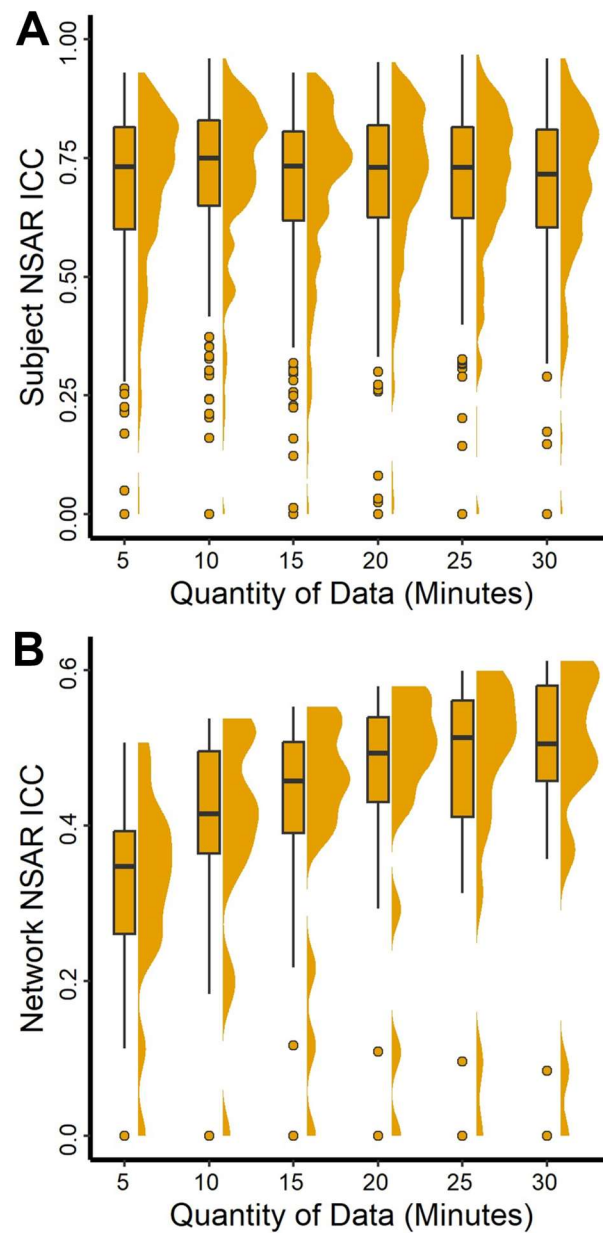 A
1.00
0.75
0.50
0.25
0.00
Subject NSAR ICC
5 10 15 20 25 30
Quantity of Data (Minutes)
B
0.6
0.4
0.2
0.0
Network NSAR ICC
5 10 15 20 25 30
Quantity of Data (Minutes)